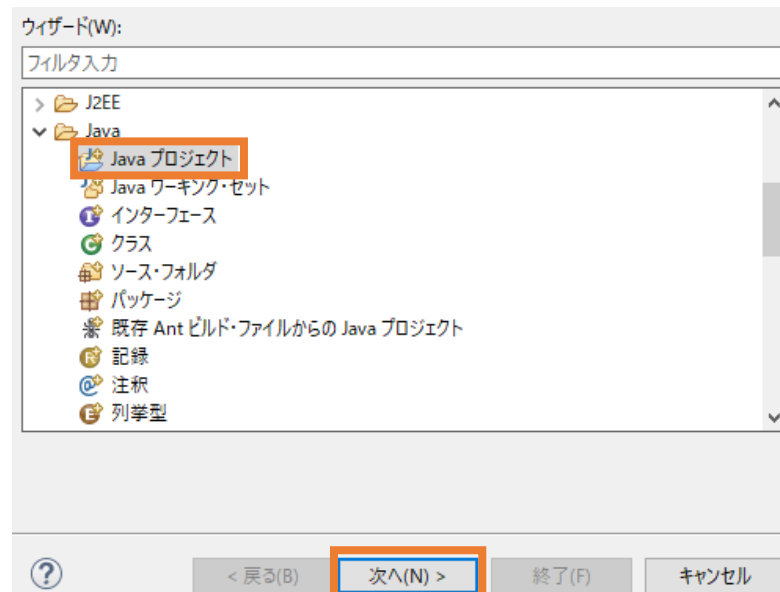 ウィザード(W):
フィルタ入力
J2EE
Java
Java プロジェクト
Java ワーキング・セット
インターフェース
クラス
ソース・フォルダ
パッケージ
既存 Ant ビルド・ファイルからの Java プロジェクト
記録
注釈
列挙型
< 戻る(B) 次へ(N) > 終了(F) キャンセル